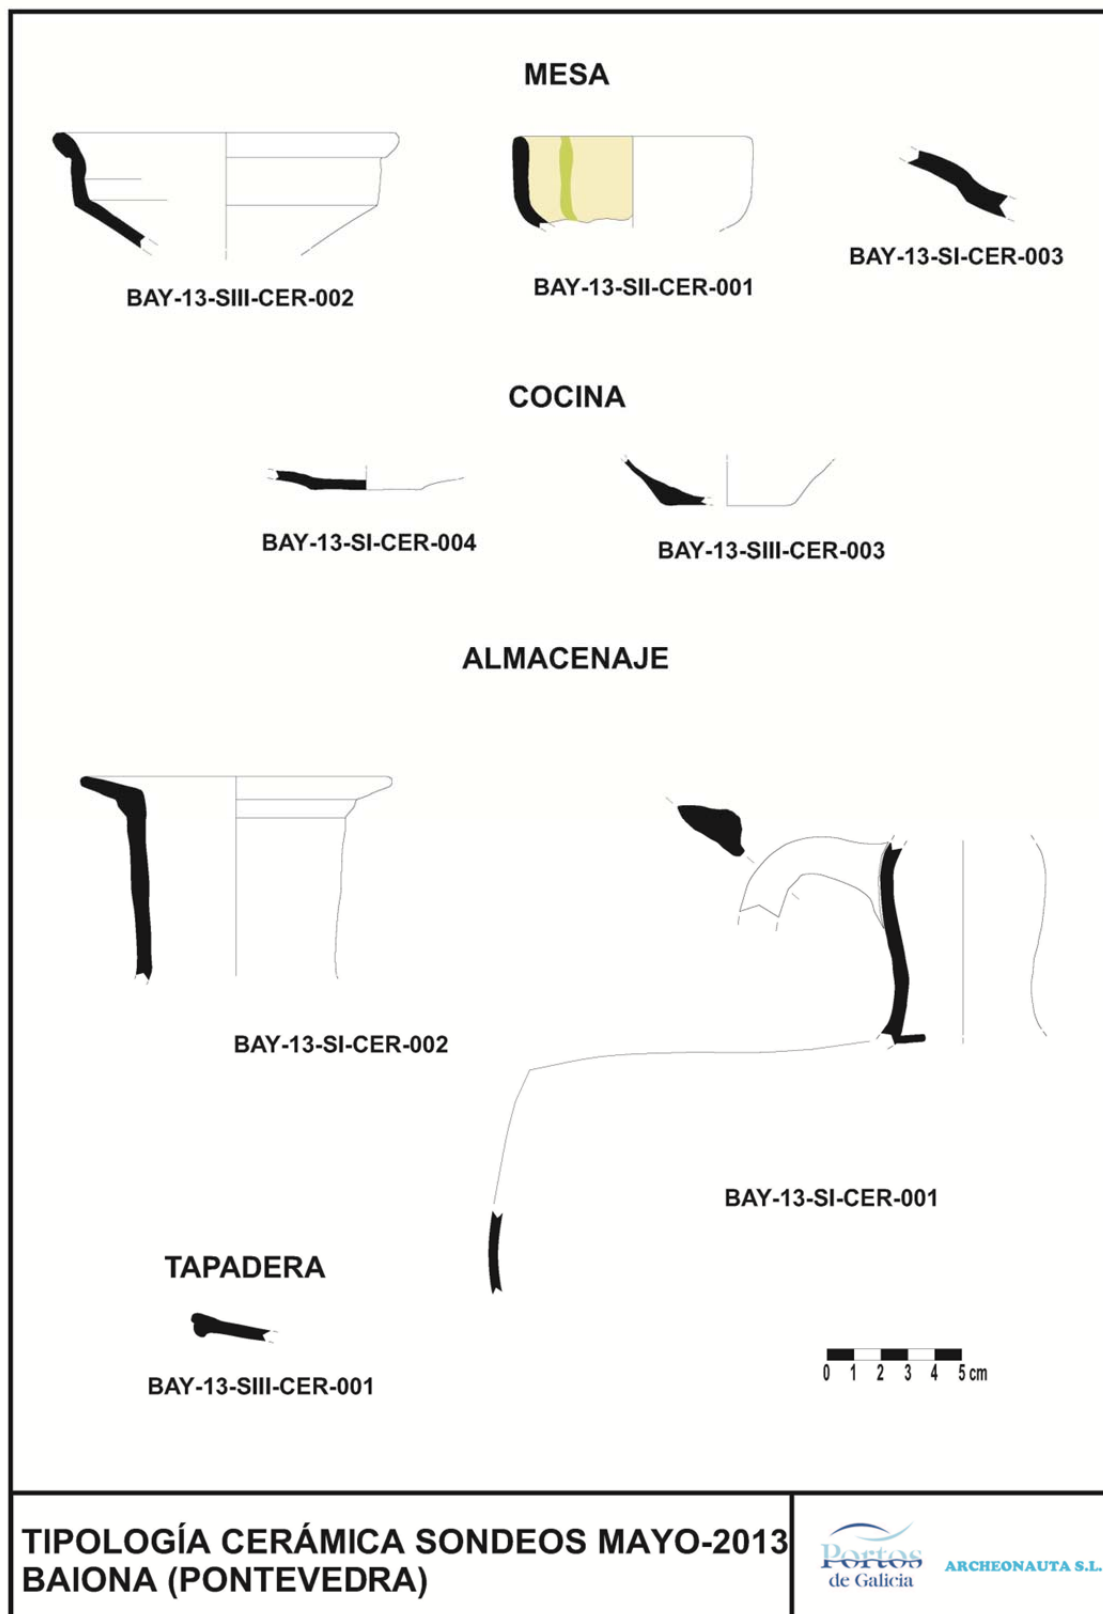 MESA
BAY-13-SIII-CER-002
BAY-13-SII-CER-001
BAY-13-SI-CER-003
COCINA
BAY-13-SI-CER-004
BAY-13-SIII-CER-003
ALMACENAJE
BAY-13-SI-CER-002
BAY-13-SI-CER-001
TAPADERA
BAY-13-SIII-CER-001
0 1 2 3 4 5 cm
TIPOLOGÍA CERÁMICA SONDEOS MAYO-2013
BAIONA (PONTEVEDRA)
Portos
de Galicia
ARCHEONAUTA S.L.